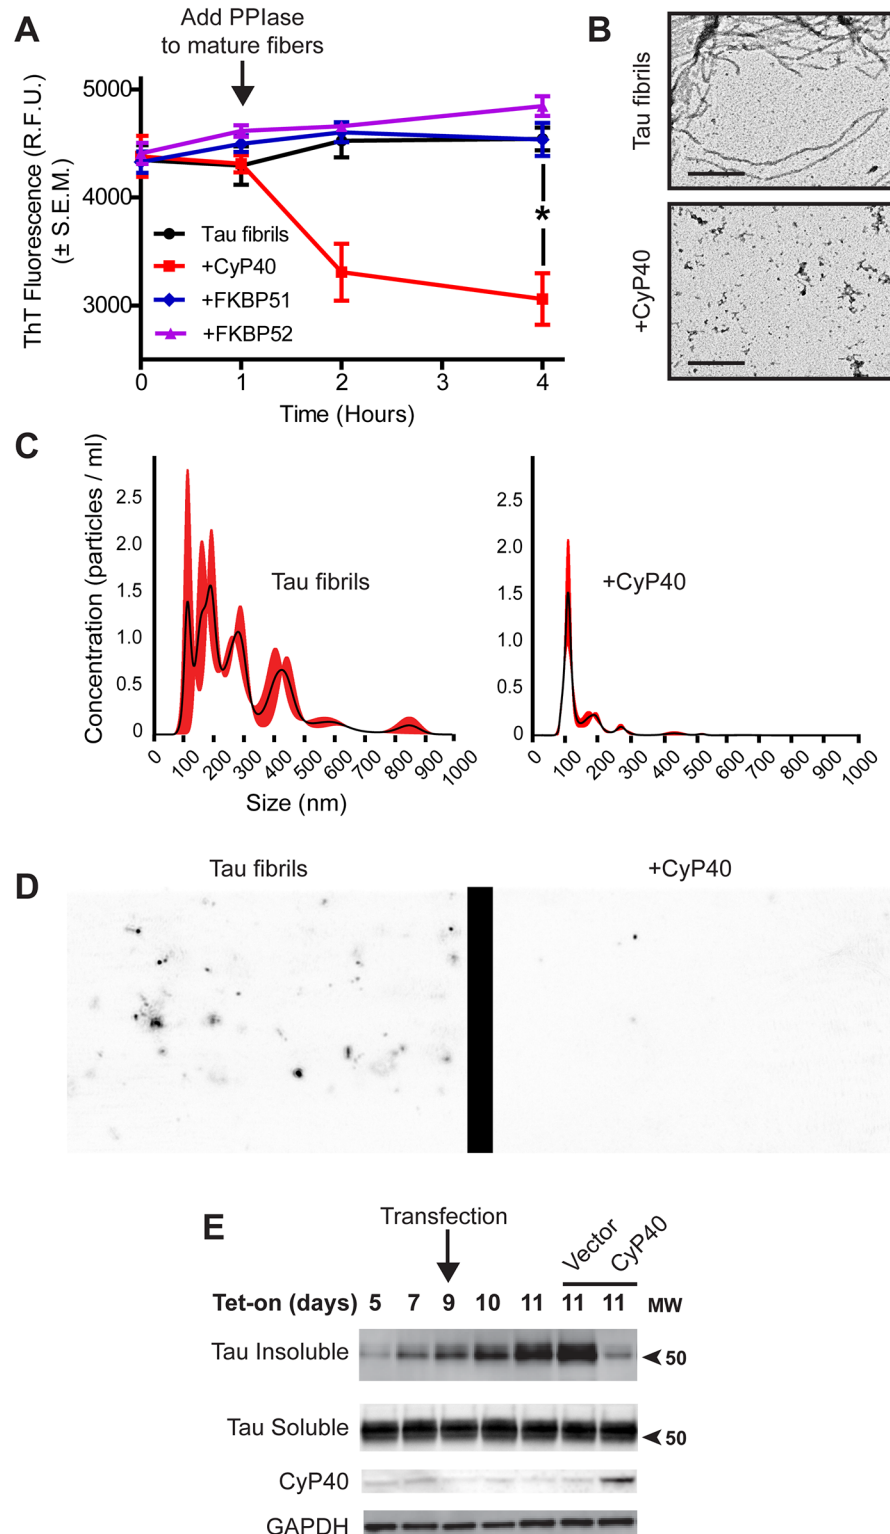 A
Add PPIase
to mature fibers
ThT Fluorescence (R.F.U.)
(± S.E.M.)
5000
4000
3000
Tau fibrils
+CyP40
+FKBP51
+FKBP52
*
0 1 2 3 4
Time (Hours)
B
Tau fibrils
+CyP40
C
Concentration (particles / ml)
2.5
2.0
1.5
1.0
0.5
0
Tau fibrils
0 100 200 300 400 500 600 700 800 900 1000
Size (nm)
2.5
2.0
1.5
1.0
0.5
0
+CyP40
0 100 200 300 400 500 600 700 800 900 1000
D
Tau fibrils
+CyP40
E
Transfection
Vector
CyP40
Tet-on (days) 5 7 9 10 11 11 11 MW
Tau Insoluble 50
Tau Soluble 50
CyP40
GAPDH